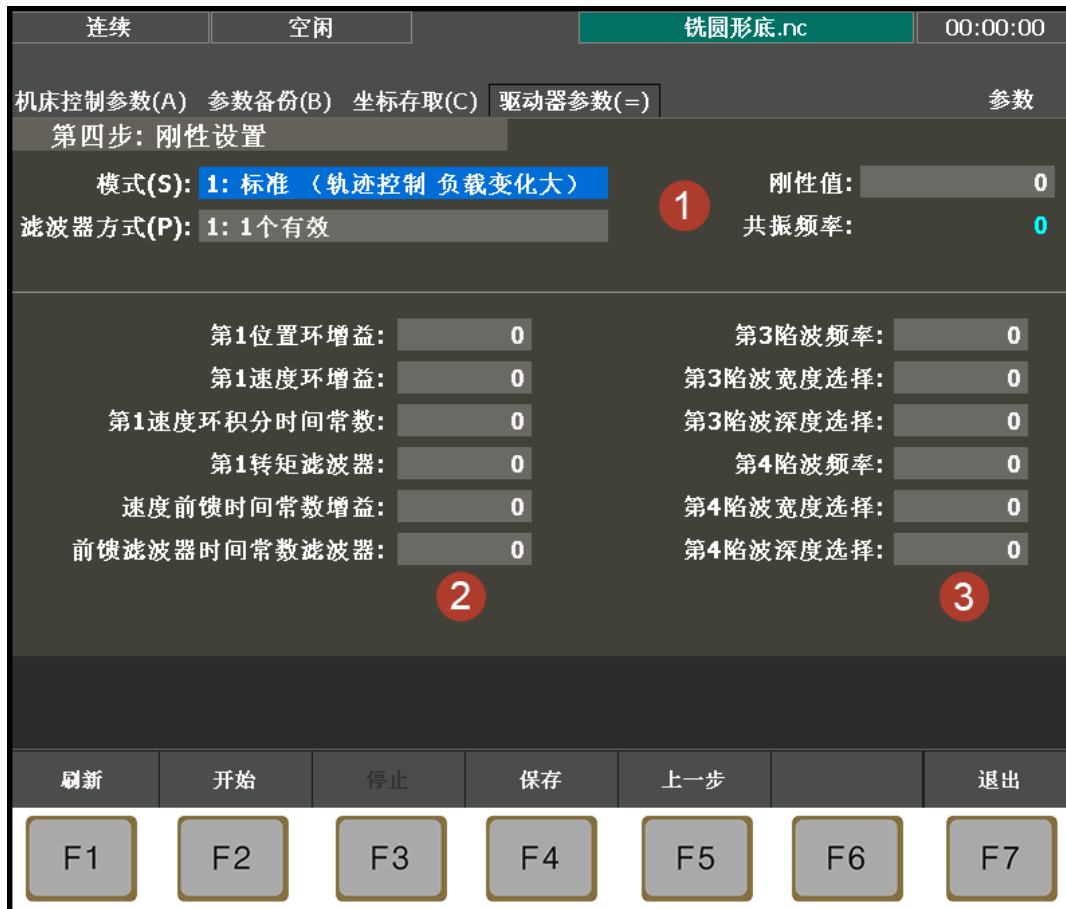 连续 空闲 铣圆形底.nc 00:00:00
机床控制参数(A) 参数备份(B) 坐标存取(C) 驱动器参数(=) 参数
第四步: 刚性设置
模式(S): 1: 标准 （轨迹控制 负载变化大） 刚性值: 0
滤波器方式(P): 1: 1个有效 共振频率: 0
1
第1位置环增益: 0 第3陷波频率: 0
第1速度环增益: 0 第3陷波宽度选择: 0
第1速度环积分时间常数: 0 第3陷波深度选择: 0
第1转矩滤波器: 0 第4陷波频率: 0
速度前馈时间常数增益: 0 第4陷波宽度选择: 0
前馈滤波器时间常数滤波器: 0 第4陷波深度选择: 0
2 3
刷新 开始 停止 保存 上一步 退出
F1 F2 F3 F4 F5 F6 F7